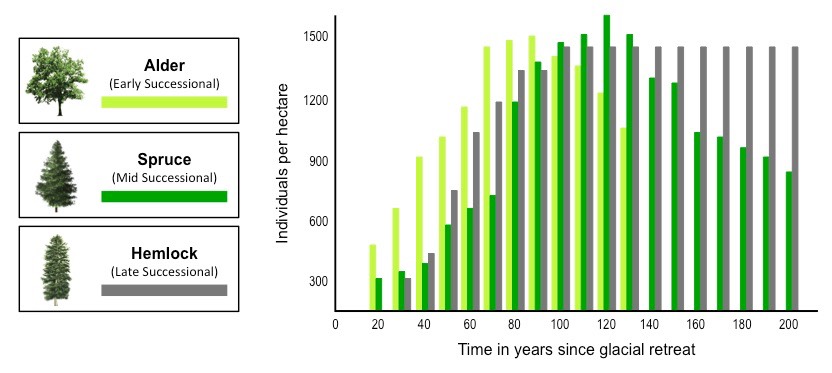 Alder
(Early Successional)
Spruce
(Mid Successional)
Hemlock
(Late Successional)
Individuals per hectare
1500
1200
900
600
300
0 20 40 60 80 100 120 140 160 180 200
Time in years since glacial retreat